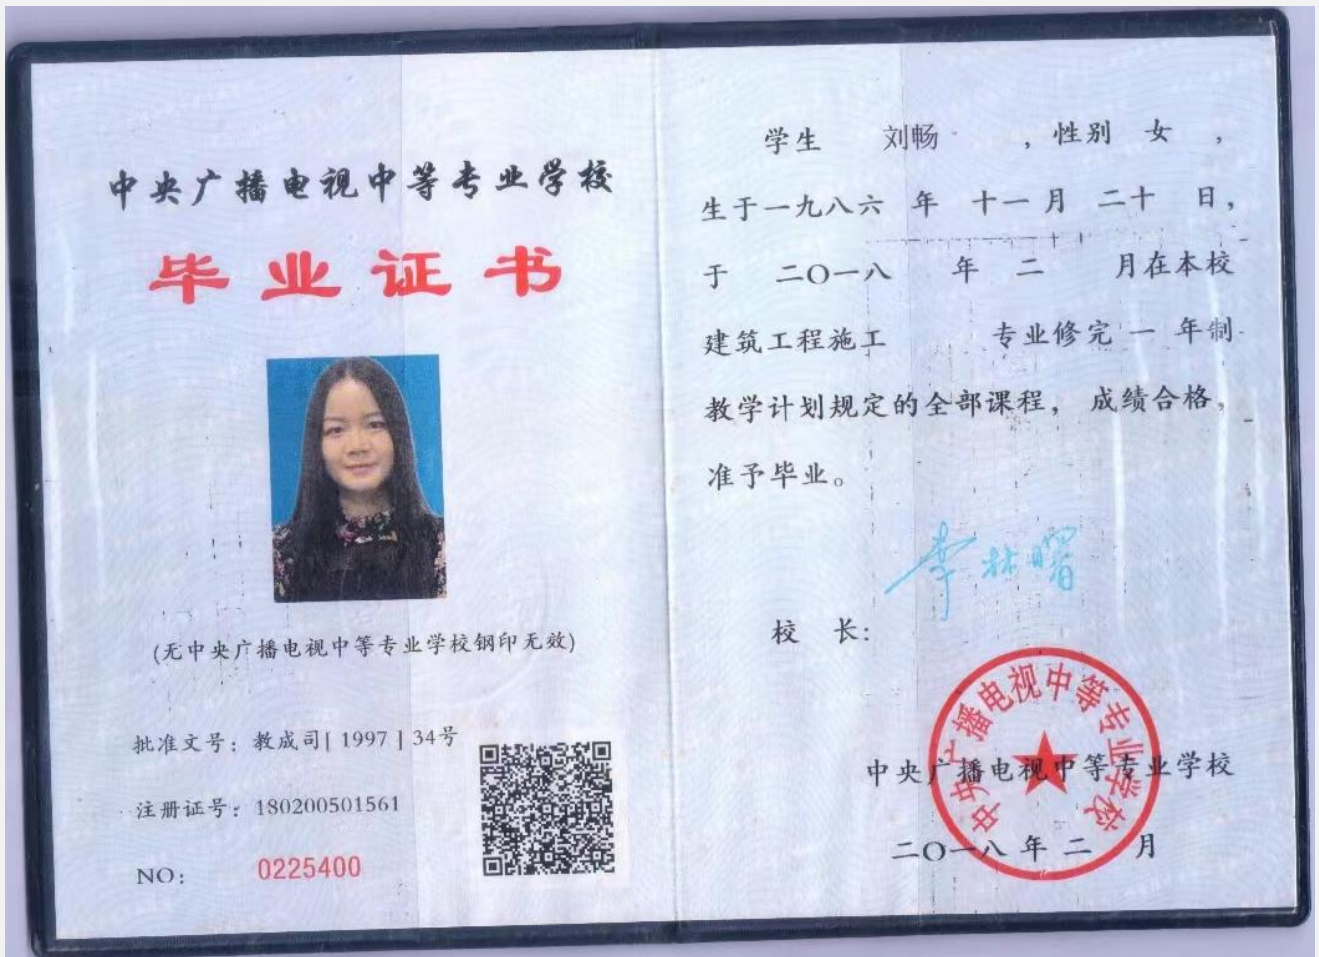 中央广播电视中等专业学校
毕业证书
(无中央广播电视中等专业学校钢印无效)
批准文号：教成司[ 1997 ] 34号
注册证号：180200501561
NO： 0225400
学生 刘畅 ，性别 女 ，
生于一九八六 年 十一 月 二十 日，
于 二〇一八 年 二 月在本校
建筑工程施工 专业修完 一 年制
教学计划规定的全部课程， 成绩合格，
准予毕业。
李林曙
校 长：
中央广播电视中等专业学校
中央广播电视中等专业学校
二〇一八 年 二 月